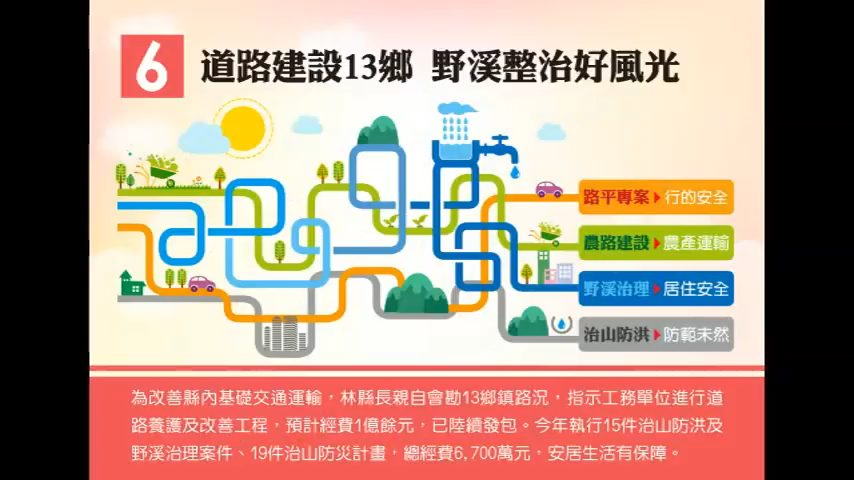 6 道路建設13鄉 野溪整治好風光
路平專案 行的安全
農路建設 農產運輸
野溪治理 居住安全
治山防洪 防範未然
為改善縣內基礎交通運輸，林縣長親自會勘13鄉鎮路況，指示工務單位進行道
路養護及改善工程，預計經費1億餘元，已陸續發包。今年執行15件治山防洪及
野溪治理案件、19件治山防災計畫，總經費6,700萬元，安居生活有保障。